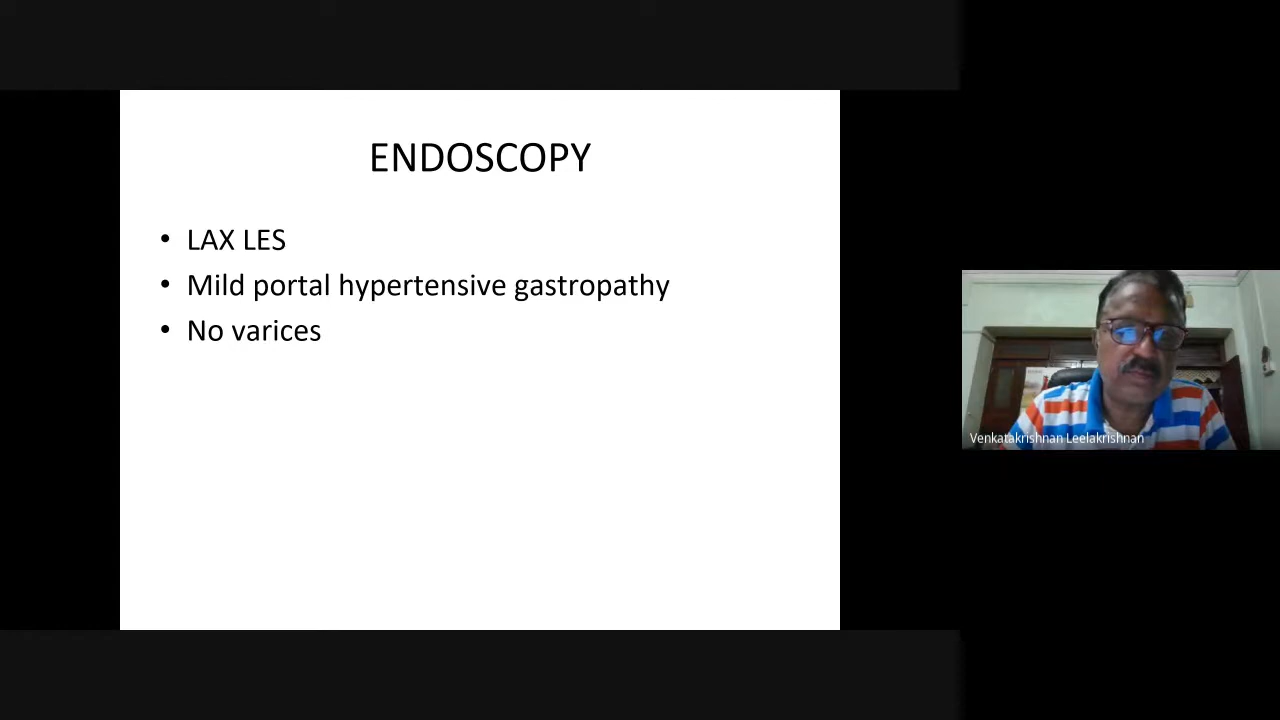 ENDOSCOPY
• LAX LES
• Mild portal hypertensive gastropathy
• No varices
Venkatakrishnan Leelakrishnan